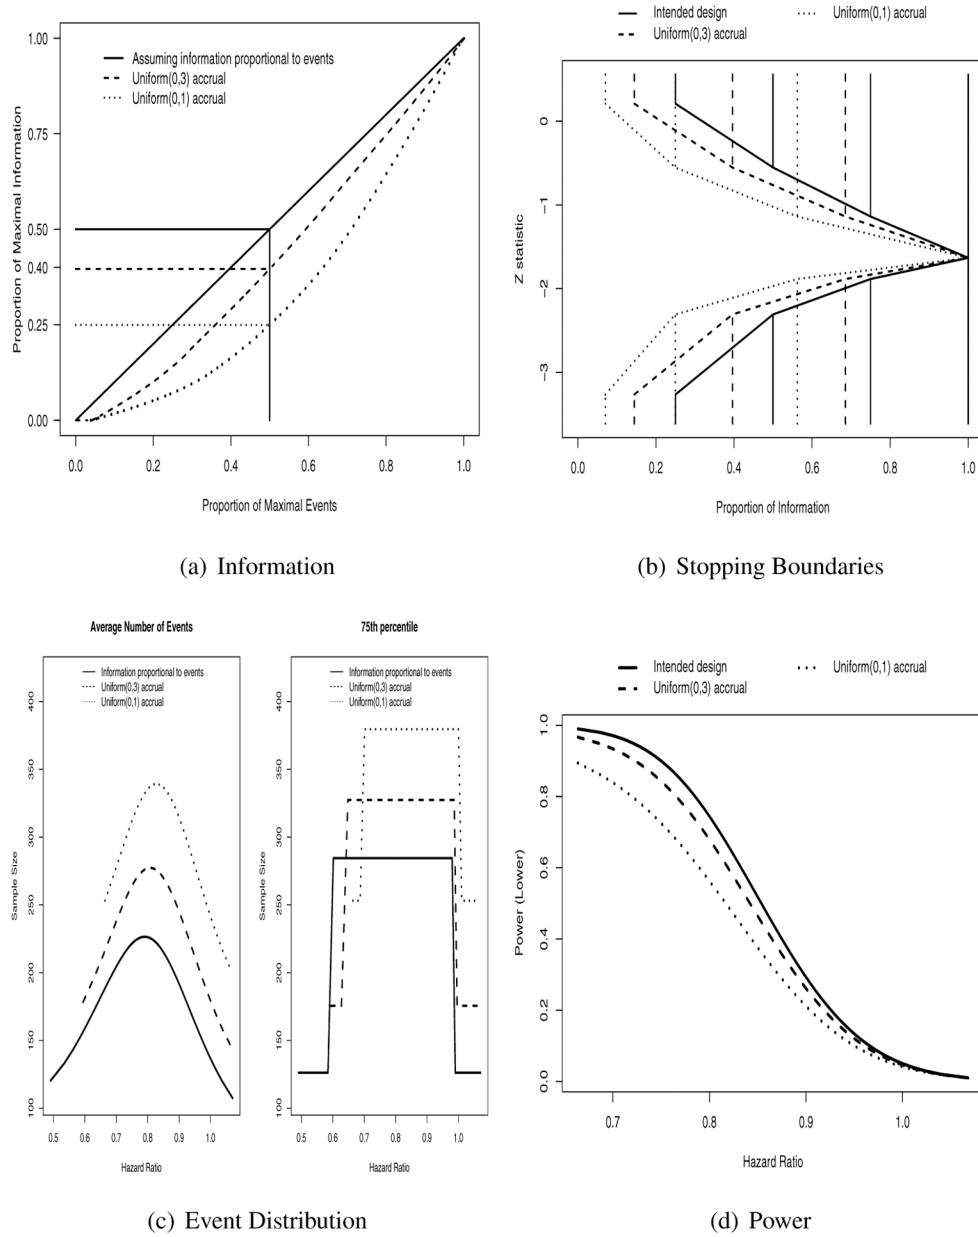 Assuming information proportional to events
Uniform(0,3) accrual
Uniform(0,1) accrual
Proportion of Maximal Information
1.00
0.75
0.50
0.40
0.25
0.00
0.0 0.2 0.4 0.6 0.8 1.0
Proportion of Maximal Events
(a) Information
Intended design
Uniform(0,3) accrual
Uniform(0,1) accrual
Z statistic
0
−1
−2
−3
0.0 0.2 0.4 0.6 0.8 1.0
Proportion of Information
(b) Stopping Boundaries
Average Number of Events
Information proportional to events
Uniform(0,3) accrual
Uniform(0,1) accrual
Sample Size
400
350
300
250
200
150
100
0.5 0.6 0.7 0.8 0.9 1.0
Hazard Ratio
75th percentile
Information proportional to events
Uniform(0,3) accrual
Uniform(0,1) accrual
Sample Size
400
350
300
250
200
150
100
0.5 0.6 0.7 0.8 0.9 1.0
Hazard Ratio
(c) Event Distribution
Intended design
Uniform(0,3) accrual
Uniform(0,1) accrual
Power (Lower)
1.0
0.8
0.6
0.4
0.2
0.0
0.7 0.8 0.9 1.0
Hazard Ratio
(d) Power